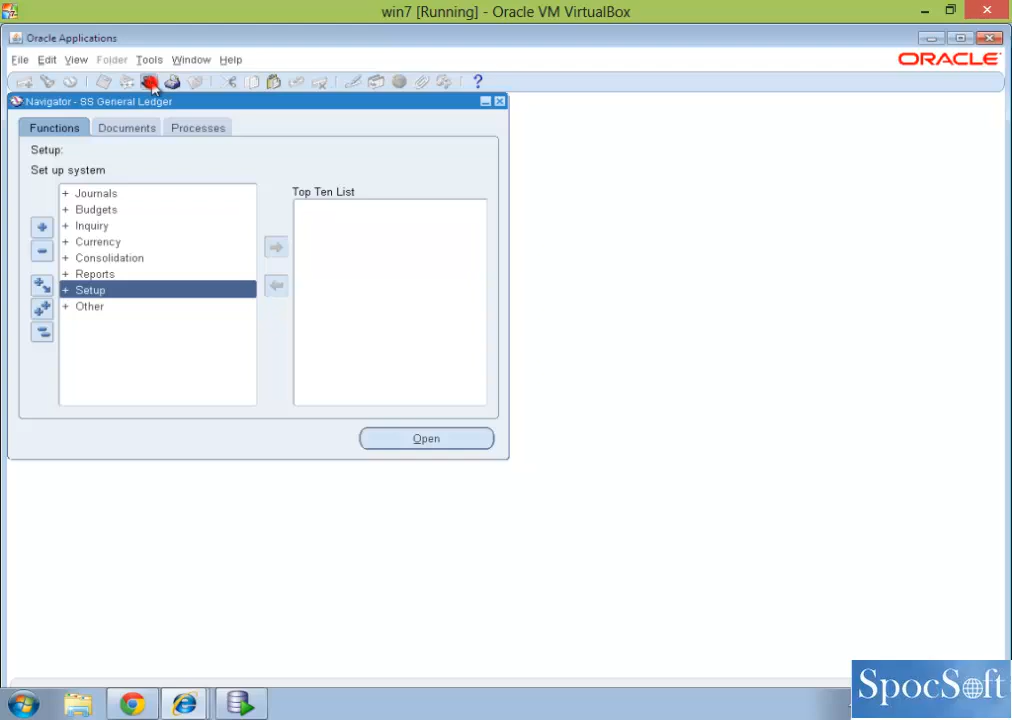 win7 [Running] - Oracle VM VirtualBox
Oracle Applications
File Edit View Folder Tools Window Help
ORACLE
?
Navigator - SS General Ledger
Functions Documents Processes
Setup:
Set up system
Top Ten List
+ Journals
+ Budgets
+ Inquiry
+ Currency
+ Consolidation
+ Reports
+ Setup
+ Other
Open
SpocSoft